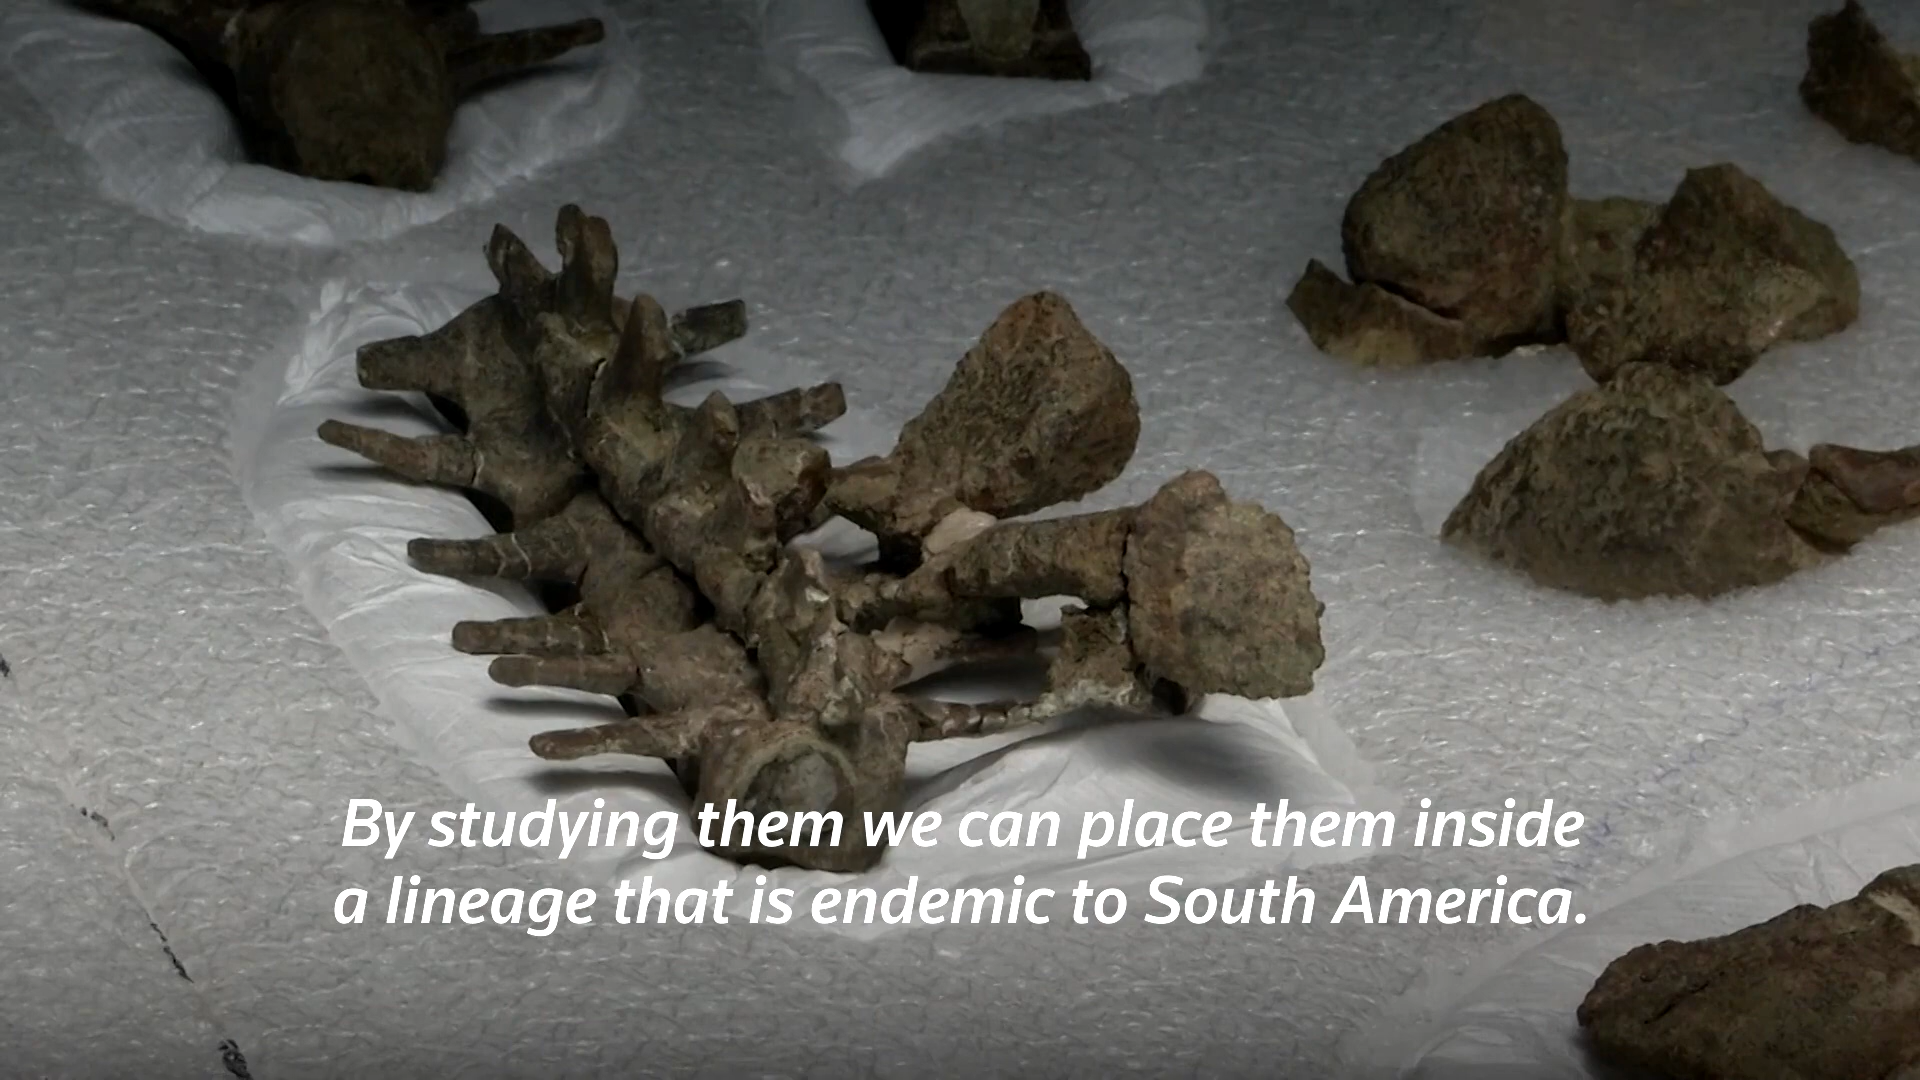 By studying them we can place them inside
a lineage that is endemic to South America.